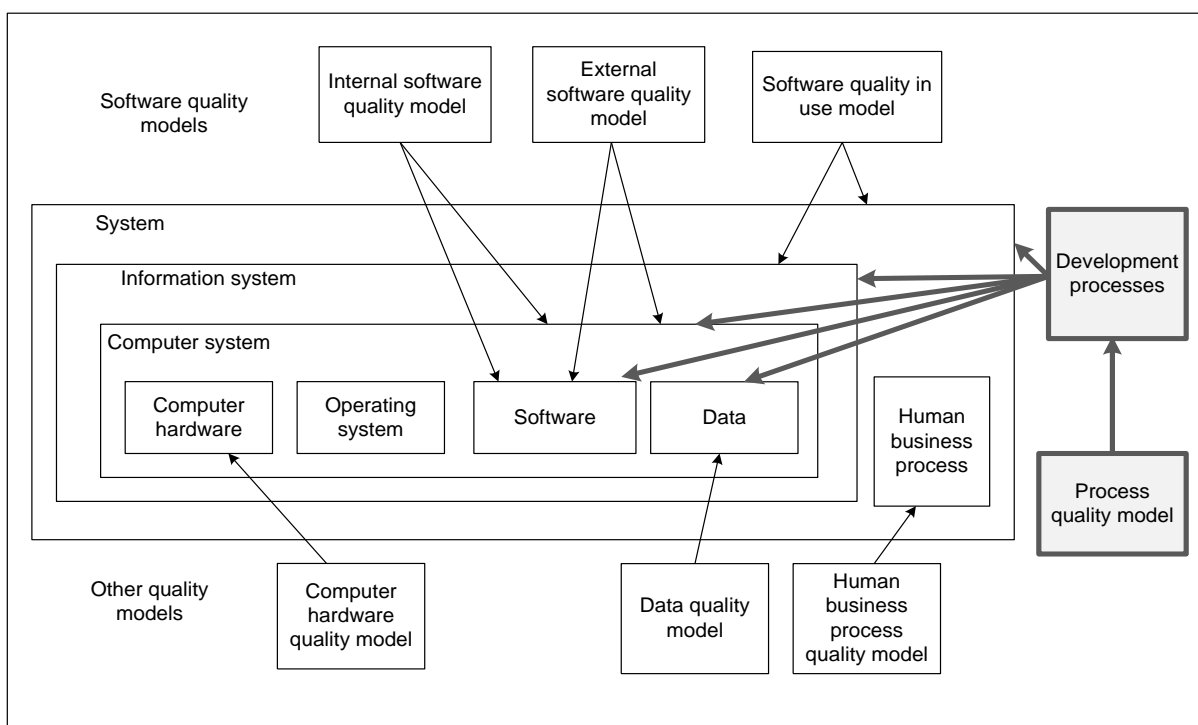 Software quality
models
Internal software
quality model
External
software quality
model
Software quality in
use model
System
Information system
Computer system
Computer
hardware
Operating
system
Software
Data
Human
business
process
Development
processes
Process
quality model
Other quality
models
Computer
hardware
quality model
Data quality
model
Human
business
process
quality model